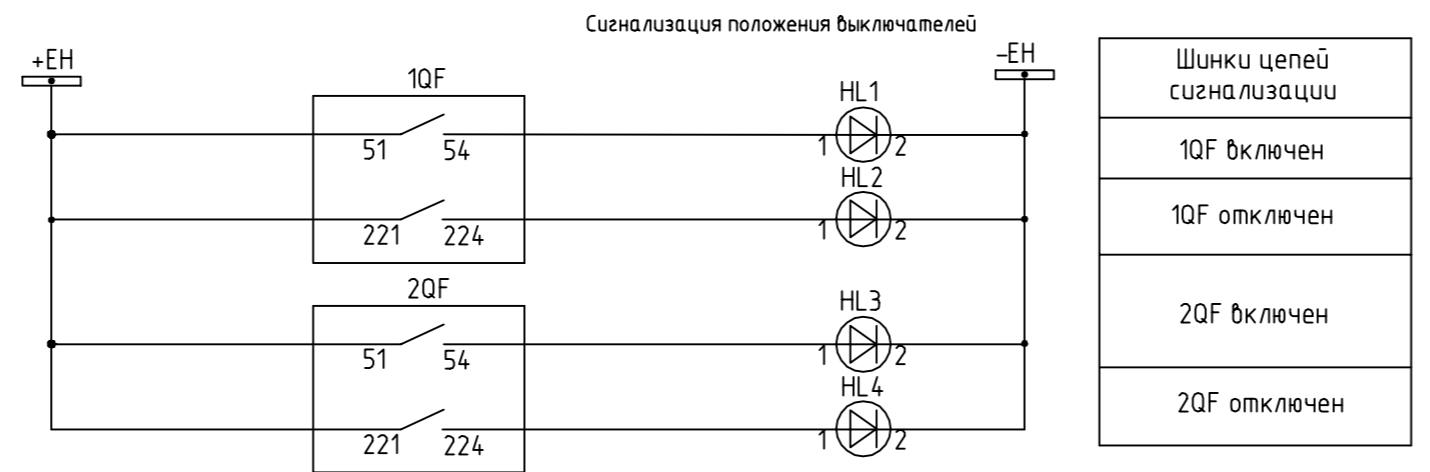 Сигнализация положения выключателей
+EH
-EH
1QF
HL1
51 54
1 2
HL2
221 224
1 2
2QF
HL3
51 54
1 2
HL4
221 224
1 2
Шинки цепей
сигнализации
1QF включен
1QF отключен
2QF включен
2QF отключен